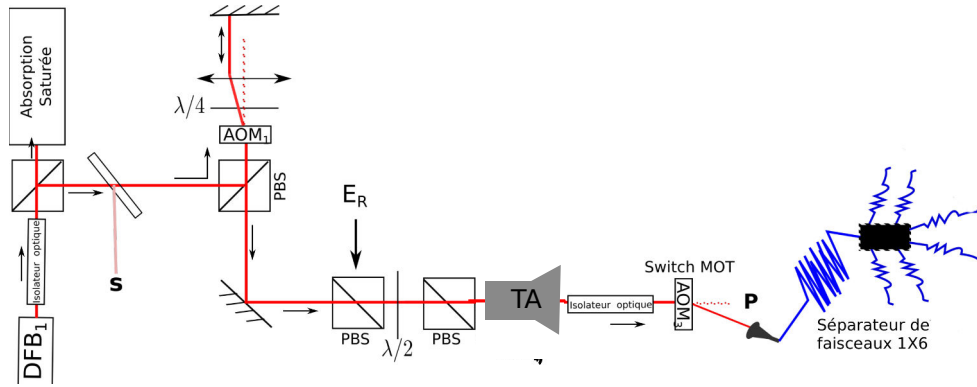 Absorption
Saturée
λ/4
AOM₁
PBS
E_R
Isolateur optique
s
DFB₁
PBS
λ/2
PBS
TA
Isolateur optique
Switch MOT
AOM₃
P
Séparateur de
faisceaux 1X6